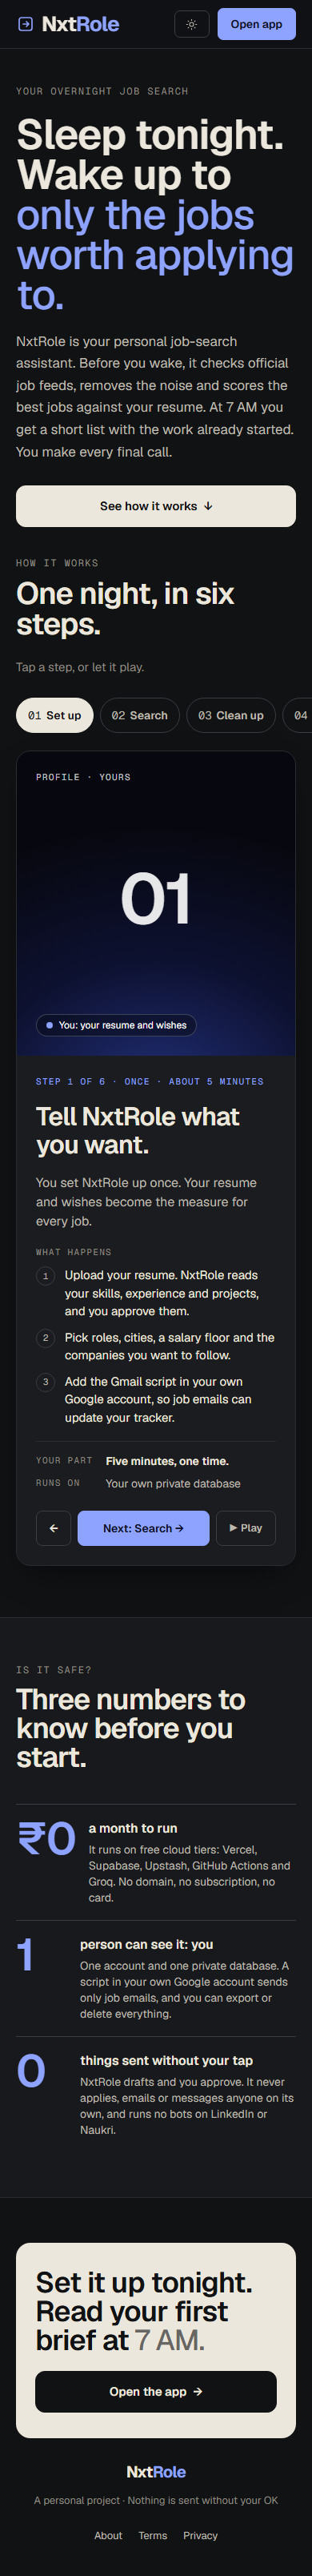 NxtRole
Open app
YOUR OVERNIGHT JOB SEARCH
Sleep tonight.
Wake up to
only the jobs
worth applying
to.
NxtRole is your personal job-search
assistant. Before you wake, it checks official
job feeds, removes the noise and scores the
best jobs against your resume. At 7 AM you
get a short list with the work already started.
You make every final call.
See how it works ↓
HOW IT WORKS
One night, in six
steps.
Tap a step, or let it play.
01 Set up
02 Search
03 Clean up
04
PROFILE · YOURS
01
You: your resume and wishes
STEP 1 OF 6 · ONCE · ABOUT 5 MINUTES
Tell NxtRole what
you want.
You set NxtRole up once. Your resume
and wishes become the measure for
every job.
WHAT HAPPENS
1 Upload your resume. NxtRole reads
your skills, experience and projects,
and you approve them.
2 Pick roles, cities, a salary floor and the
companies you want to follow.
3 Add the Gmail script in your own
Google account, so job emails can
update your tracker.
YOUR PART Five minutes, one time.
RUNS ON Your own private database
←
Next: Search →
▶ Play
IS IT SAFE?
Three numbers to
know before you
start.
₹0
a month to run
It runs on free cloud tiers: Vercel,
Supabase, Upstash, GitHub Actions and
Groq. No domain, no subscription, no
card.
1
person can see it: you
One account and one private database. A
script in your own Google account sends
only job emails, and you can export or
delete everything.
0
things sent without your tap
NxtRole drafts and you approve. It never
applies, emails or messages anyone on its
own, and runs no bots on LinkedIn or
Naukri.
Set it up tonight.
Read your first
brief at 7 AM.
Open the app →
NxtRole
A personal project · Nothing is sent without your OK
About Terms Privacy